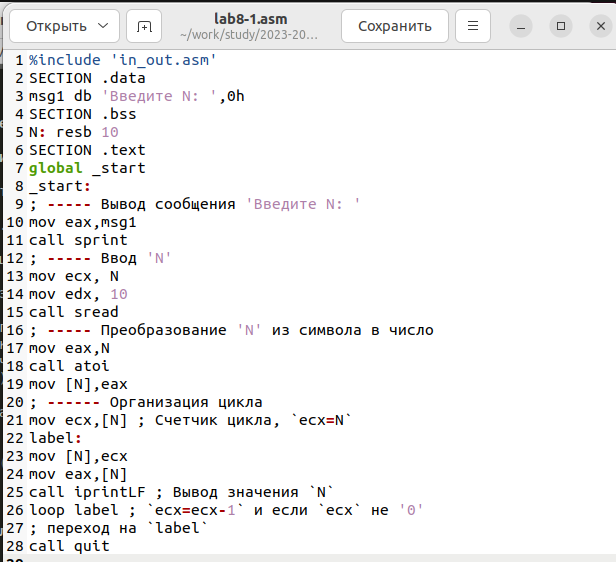 Открыть
lab8-1.asm
~/work/study/2023-20...
Сохранить
1 %include 'in_out.asm'
2 SECTION .data
3 msg1 db 'Введите N: ',0h
4 SECTION .bss
5 N: resb 10
6 SECTION .text
7 global _start
8 _start:
9 ; ----- Вывод сообщения 'Введите N: '
10 mov eax,msg1
11 call sprint
12 ; ----- Ввод 'N'
13 mov ecx, N
14 mov edx, 10
15 call sread
16 ; ----- Преобразование 'N' из символа в число
17 mov eax,N
18 call atoi
19 mov [N],eax
20 ; ------ Организация цикла
21 mov ecx,[N] ; Счетчик цикла, `ecx=N`
22 label:
23 mov [N],ecx
24 mov eax,[N]
25 call iprintLF ; Вывод значения `N`
26 loop label ; `ecx=ecx-1` и если `ecx` не '0'
27 ; переход на `label`
28 call quit